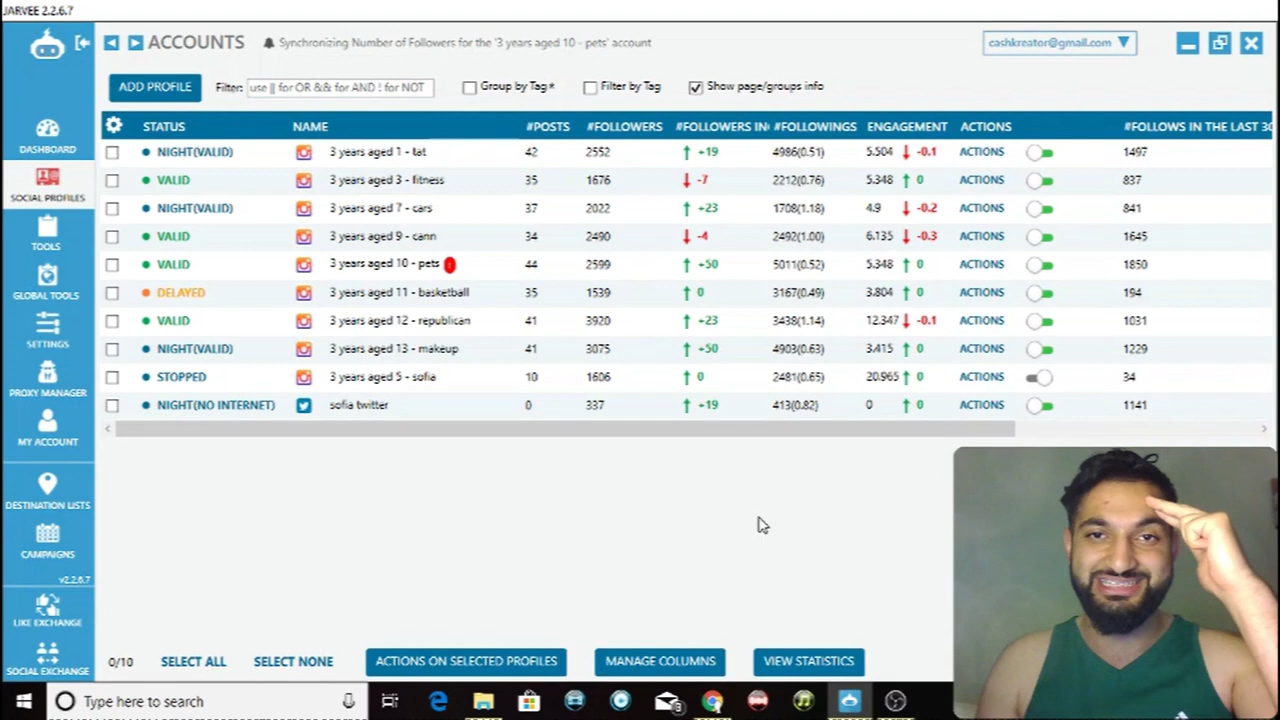 JARVEE 2.2.6.7
ACCOUNTS Synchronizing Number of Followers for the '3 years aged 10 - pets' account cashkreator@gmail.com
ADD PROFILE Filter: use || for OR && for AND ! for NOT Group by Tag* Filter by Tag Show page/groups info
STATUS NAME #POSTS #FOLLOWERS #FOLLOWERS IN #FOLLOWINGS ENGAGEMENT ACTIONS #FOLLOWS IN THE LAST 30
NIGHT(VALID) 3 years aged 1 - tat 42 2552 +19 4986(0.51) 5.504 -0.1 ACTIONS 1497
VALID 3 years aged 3 - fitness 35 1676 -7 2212(0.76) 5.348 0 ACTIONS 837
NIGHT(VALID) 3 years aged 7 - cars 37 2022 +23 1708(1.18) 4.9 -0.2 ACTIONS 841
VALID 3 years aged 9 - cann 34 2490 -4 2492(1.00) 6.135 -0.3 ACTIONS 1645
VALID 3 years aged 10 - pets 44 2599 +50 5011(0.52) 5.348 0 ACTIONS 1850
DELAYED 3 years aged 11 - basketball 35 1539 0 3167(0.49) 3.804 0 ACTIONS 194
VALID 3 years aged 12 - republican 41 3920 +23 3438(1.14) 12.347 -0.1 ACTIONS 1031
NIGHT(VALID) 3 years aged 13 - makeup 41 3075 +50 4903(0.63) 3.415 0 ACTIONS 1229
STOPPED 3 years aged 5 - sofia 10 1606 0 2481(0.65) 20.965 0 ACTIONS 34
NIGHT(NO INTERNET) sofia twitter 0 337 +19 413(0.82) 0 0 ACTIONS 1141
DASHBOARD
SOCIAL PROFILES
TOOLS
GLOBAL TOOLS
SETTINGS
PROXY MANAGER
MY ACCOUNT
DESTINATION LISTS
CAMPAIGNS
v2.2.6.7
LIKE EXCHANGE
SOCIAL EXCHANGE
0/10 SELECT ALL SELECT NONE ACTIONS ON SELECTED PROFILES MANAGE COLUMNS VIEW STATISTICS
Type here to search
3